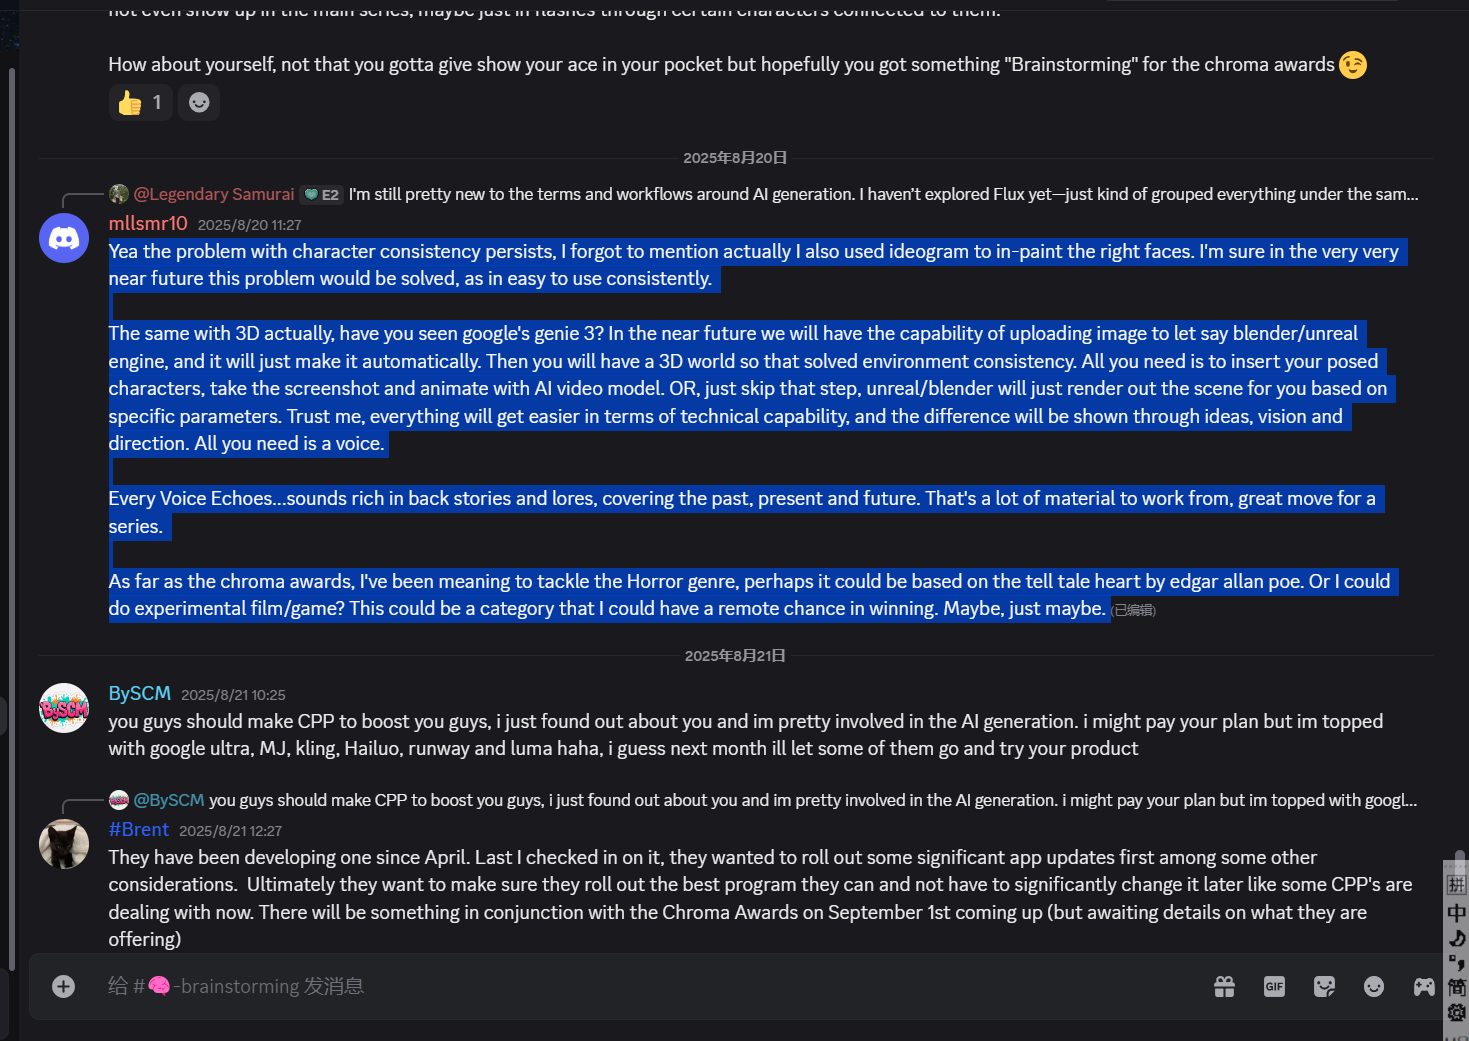 not even show up in the main series, maybe just in flashes through certain characters connected to them.
How about yourself, not that you gotta give show your ace in your pocket but hopefully you got something "Brainstorming" for the chroma awards
1
2025年8月20日
@Legendary Samurai E2 I'm still pretty new to the terms and workflows around AI generation. I haven't explored Flux yet—just kind of grouped everything under the sam...
mllsmr10 2025/8/20 11:27
Yea the problem with character consistency persists, I forgot to mention actually I also used ideogram to in-paint the right faces. I'm sure in the very very
near future this problem would be solved, as in easy to use consistently.
The same with 3D actually, have you seen google's genie 3? In the near future we will have the capability of uploading image to let say blender/unreal
engine, and it will just make it automatically. Then you will have a 3D world so that solved environment consistency. All you need is to insert your posed
characters, take the screenshot and animate with AI video model. OR, just skip that step, unreal/blender will just render out the scene for you based on
specific parameters. Trust me, everything will get easier in terms of technical capability, and the difference will be shown through ideas, vision and
direction. All you need is a voice.
Every Voice Echoes...sounds rich in back stories and lores, covering the past, present and future. That's a lot of material to work from, great move for a
series.
As far as the chroma awards, I've been meaning to tackle the Horror genre, perhaps it could be based on the tell tale heart by edgar allan poe. Or I could
do experimental film/game? This could be a category that I could have a remote chance in winning. Maybe, just maybe. (已编辑)
2025年8月21日
BySCM 2025/8/21 10:25
BySCM
you guys should make CPP to boost you guys, i just found out about you and im pretty involved in the AI generation. i might pay your plan but im topped
with google ultra, MJ, kling, Hailuo, runway and luma haha, i guess next month ill let some of them go and try your product
@BySCM you guys should make CPP to boost you guys, i just found out about you and im pretty involved in the AI generation. i might pay your plan but im topped with googl...
#Brent 2025/8/21 12:27
They have been developing one since April. Last I checked in on it, they wanted to roll out some significant app updates first among some other
considerations. Ultimately they want to make sure they roll out the best program they can and not have to significantly change it later like some CPP's are
dealing with now. There will be something in conjunction with the Chroma Awards on September 1st coming up (but awaiting details on what they are
offering)
给 #🧠-brainstorming 发消息
GIF
拼
中
简